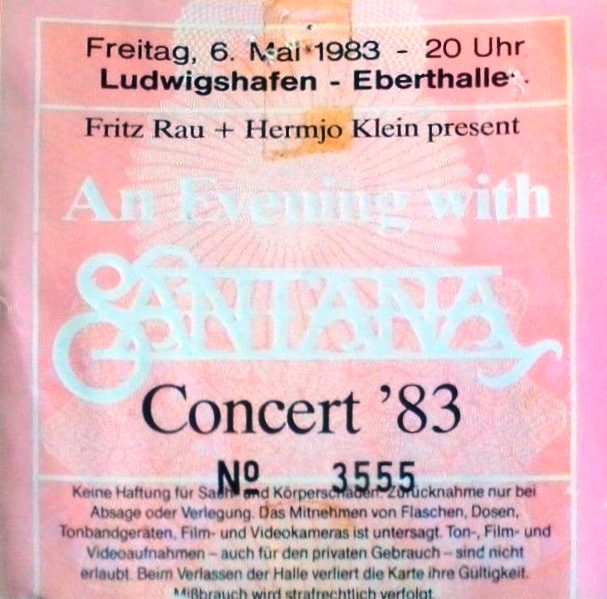 Freitag, 6. Mai 1983 - 20 Uhr
Ludwigshafen - Eberthalle
Fritz Rau + Hermjo Klein present
An Evening with
SANTANA
Concert '83
Nº 3555
Keine Haftung für Sach- und Körperschäden. Zurücknahme nur bei
Absage oder Verlegung. Das Mitnehmen von Flaschen, Dosen,
Tonbandgeräten, Film- und Videokameras ist untersagt. Ton-, Film- und
Videoaufnahmen – auch für den privaten Gebrauch – sind nicht
erlaubt. Beim Verlassen der Halle verliert die Karte ihre Gültigkeit.
Mißbrauch wird strafrechtlich verfolgt.